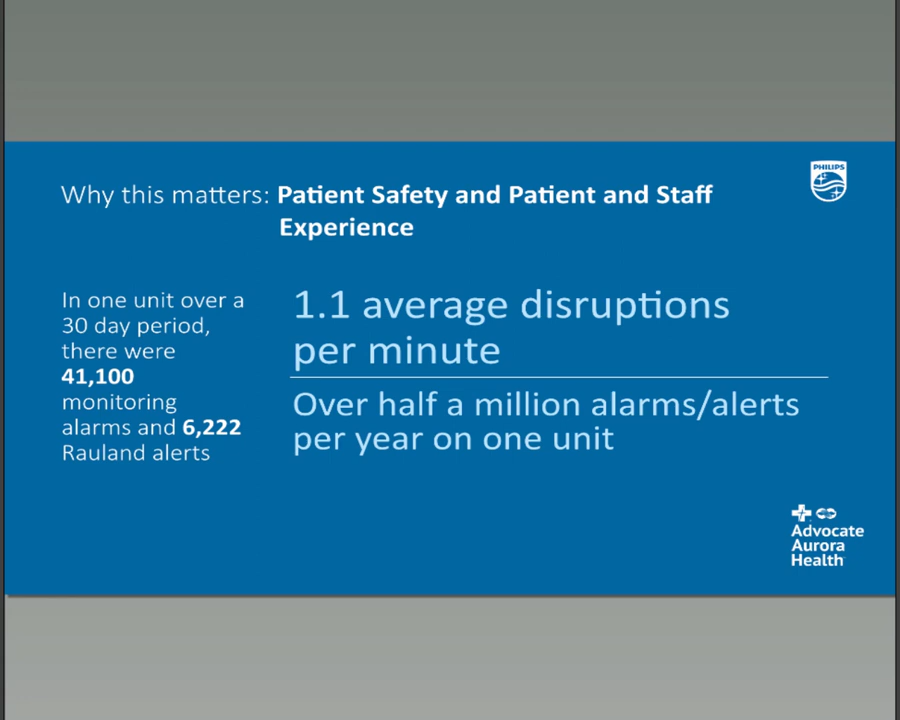 PHILIPS
Why this matters: Patient Safety and Patient and Staff
Experience
In one unit over a
30 day period,
there were
41,100
monitoring
alarms and 6,222
Rauland alerts
1.1 average disruptions
per minute
Over half a million alarms/alerts
per year on one unit
Advocate
Aurora
Health